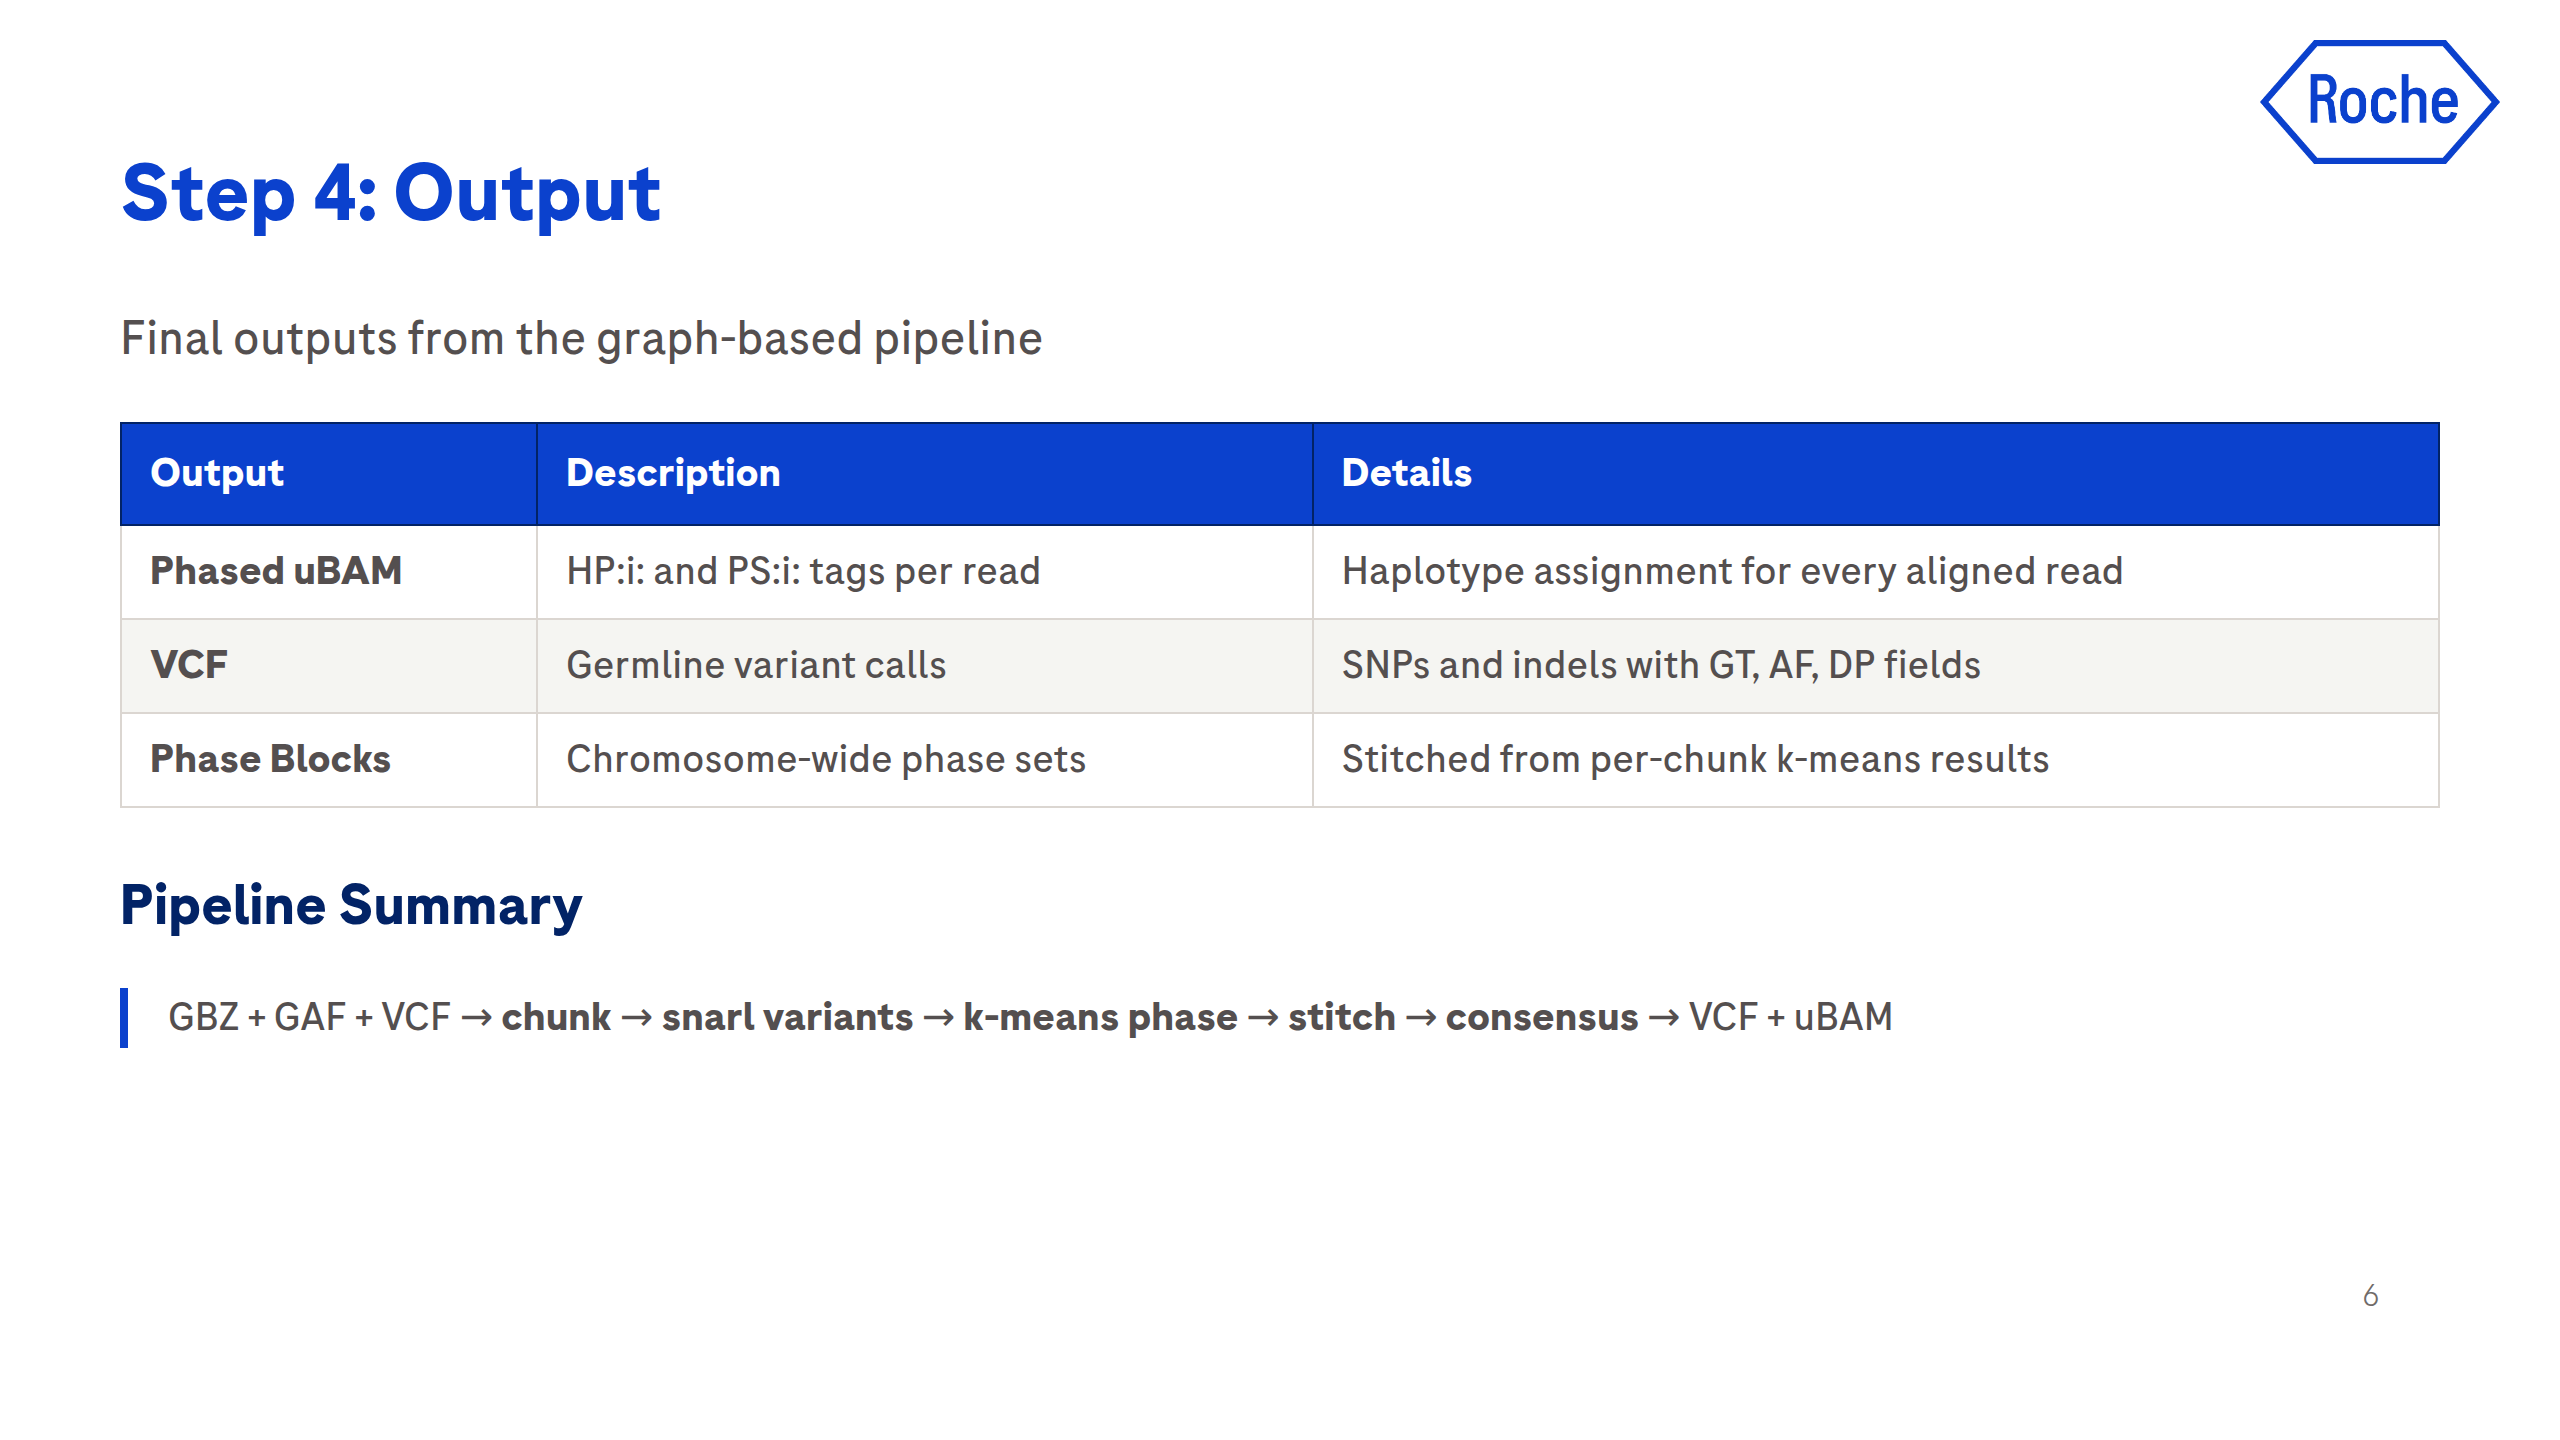 Roche
Step 4: Output
Final outputs from the graph-based pipeline
Output Description Details
Phased uBAM HP:i: and PS:i: tags per read Haplotype assignment for every aligned read
VCF Germline variant calls SNPs and indels with GT, AF, DP fields
Phase Blocks Chromosome-wide phase sets Stitched from per-chunk k-means results
Pipeline Summary
GBZ + GAF + VCF → chunk → snarl variants → k-means phase → stitch → consensus → VCF + uBAM
6